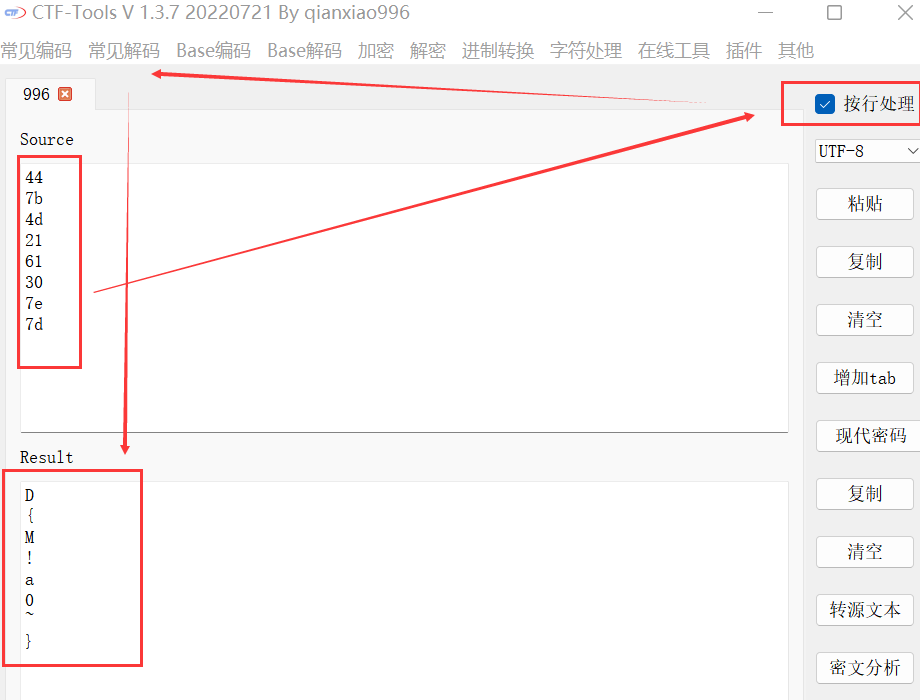 CTF-Tools V 1.3.7 20220721 By qianxiao996
常见编码 常见解码 Base编码 Base解码 加密 解密 进制转换 字符处理 在线工具 插件 其他
996
按行处理
Source
UTF-8
44
7b
4d
21
61
30
7e
7d
粘贴
复制
清空
增加tab
现代密码
Result
D
{
M
!
a
0
~
}
复制
清空
转源文本
密文分析